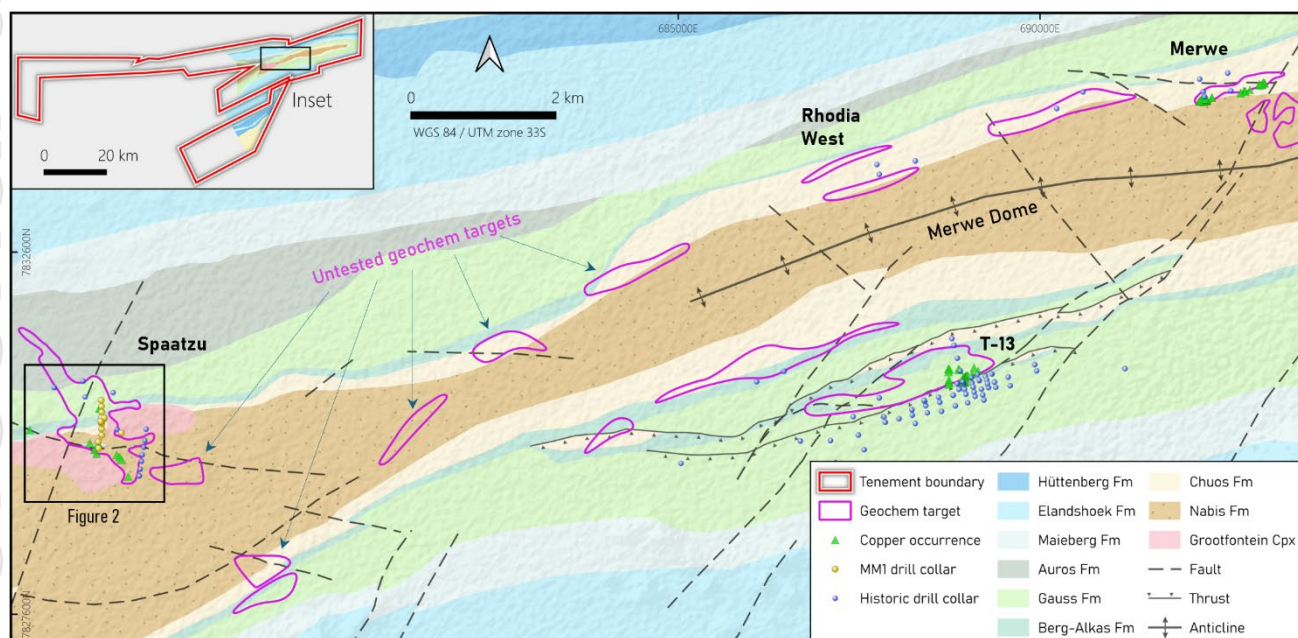 685000E
690000E
Inset
0 20 km
0 2 km
WGS 84 / UTM zone 33S
Merwe
Rhodia
West
Merwe Dome
7832600N
Untested geochem targets
Spaatzu
T-13
Figure 2
7827600N
Tenement boundary
Geochem target
Copper occurrence
MM1 drill collar
Historic drill collar
Hüttenberg Fm
Elandshoek Fm
Maieberg Fm
Auros Fm
Gauss Fm
Berg-Alkas Fm
Chuos Fm
Nabis Fm
Grootfontein Cpx
Fault
Thrust
Anticline